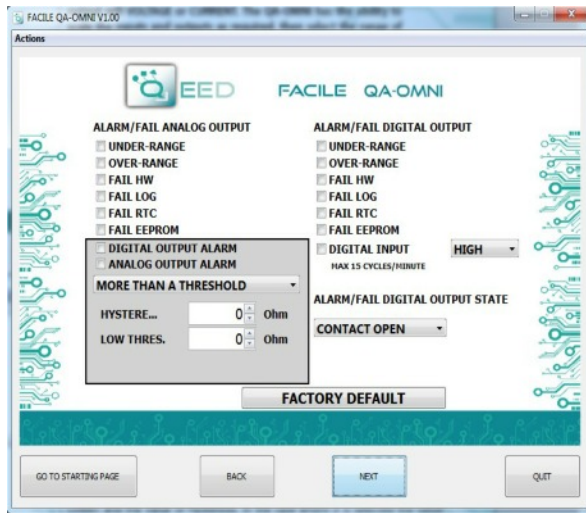 FACILE QA-OMNI V1.00
Actions
QEED
FACILE QA-OMNI
ALARM/FAIL ANALOG OUTPUT
UNDER-RANGE
OVER-RANGE
FAIL HW
FAIL LOG
FAIL RTC
FAIL EEPROM
DIGITAL OUTPUT ALARM
ANALOG OUTPUT ALARM
MORE THAN A THRESHOLD
HYSTERE... 0 Ohm
LOW THRES. 0 Ohm
ALARM/FAIL DIGITAL OUTPUT
UNDER-RANGE
OVER-RANGE
FAIL HW
FAIL LOG
FAIL RTC
FAIL EEPROM
DIGITAL INPUT HIGH
MAX 15 CYCLES/MINUTE
ALARM/FAIL DIGITAL OUTPUT STATE
CONTACT OPEN
FACTORY DEFAULT
GO TO STARTING PAGE
BACK
NEXT
QUIT